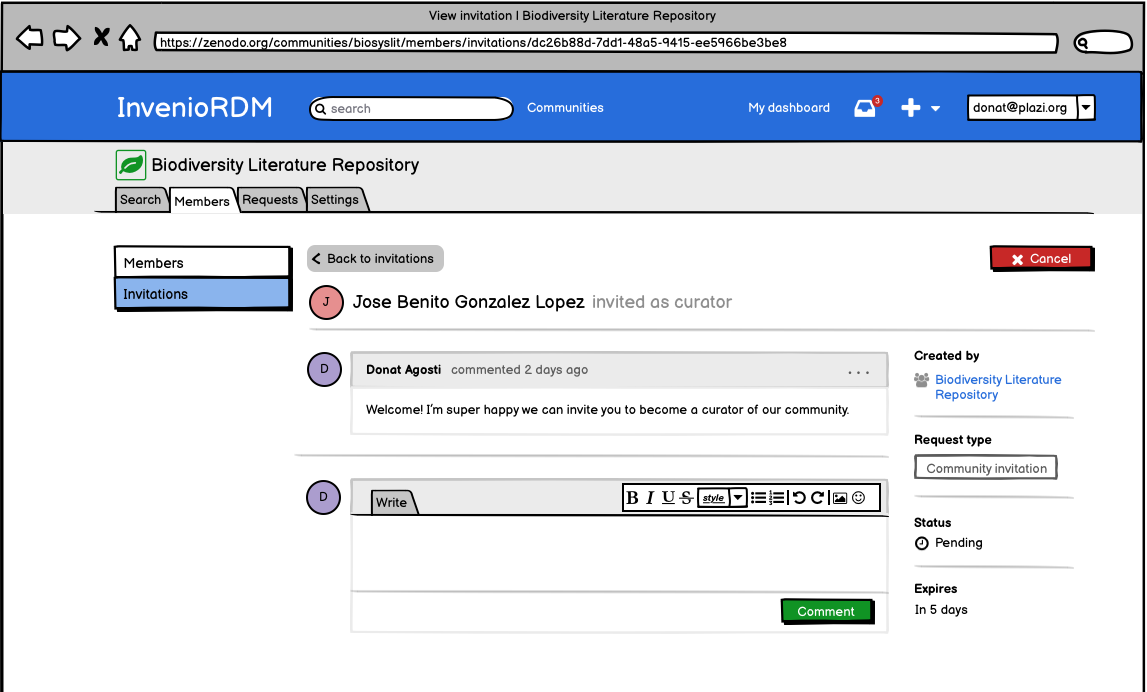 View invitation | Biodiversity Literature Repository
https://zenodo.org/communities/biosyslit/members/invitations/dc26b88d-7dd1-48a5-9415-ee5966be3be8
InvenioRDM
search
Communities
My dashboard
3
donat@plazi.org
Biodiversity Literature Repository
Search
Members
Requests
Settings
Members
Invitations
Back to invitations
Cancel
J
Jose Benito Gonzalez Lopez invited as curator
D
Donat Agosti commented 2 days ago
...
Welcome! I'm super happy we can invite you to become a curator of our community.
D
Write
B I U S style
Comment
Created by
Biodiversity Literature
Repository
Request type
Community invitation
Status
Pending
Expires
In 5 days